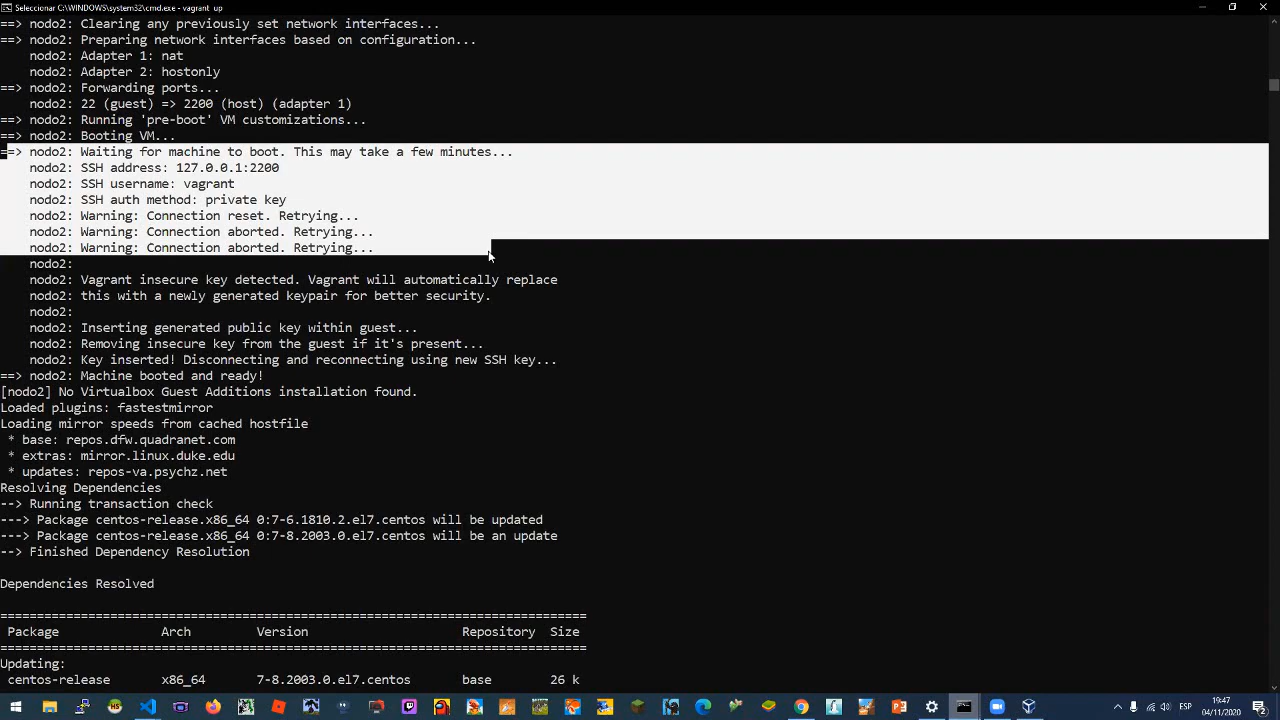 Seleccionar C:\WINDOWS\system32\cmd.exe - vagrant up
==> nodo2: Clearing any previously set network interfaces...
==> nodo2: Preparing network interfaces based on configuration...
    nodo2: Adapter 1: nat
    nodo2: Adapter 2: hostonly
==> nodo2: Forwarding ports...
    nodo2: 22 (guest) => 2200 (host) (adapter 1)
==> nodo2: Running 'pre-boot' VM customizations...
==> nodo2: Booting VM...
==> nodo2: Waiting for machine to boot. This may take a few minutes...
    nodo2: SSH address: 127.0.0.1:2200
    nodo2: SSH username: vagrant
    nodo2: SSH auth method: private key
    nodo2: Warning: Connection reset. Retrying...
    nodo2: Warning: Connection aborted. Retrying...
    nodo2: Warning: Connection aborted. Retrying...
    nodo2:
    nodo2: Vagrant insecure key detected. Vagrant will automatically replace
    nodo2: this with a newly generated keypair for better security.
    nodo2:
    nodo2: Inserting generated public key within guest...
    nodo2: Removing insecure key from the guest if it's present...
    nodo2: Key inserted! Disconnecting and reconnecting using new SSH key...
==> nodo2: Machine booted and ready!
[nodo2] No Virtualbox Guest Additions installation found.
Loaded plugins: fastestmirror
Loading mirror speeds from cached hostfile
 * base: repos.dfw.quadranet.com
 * extras: mirror.linux.duke.edu
 * updates: repos-va.psychz.net
Resolving Dependencies
--> Running transaction check
---> Package centos-release.x86_64 0:7-6.1810.2.el7.centos will be updated
---> Package centos-release.x86_64 0:7-8.2003.0.el7.centos will be an update
--> Finished Dependency Resolution
Dependencies Resolved
================================================================================
 Package              Arch         Version                     Repository  Size
================================================================================
Updating:
 centos-release       x86_64       7-8.2003.0.el7.centos       base        26 k
ESP
19:47
04/11/2020